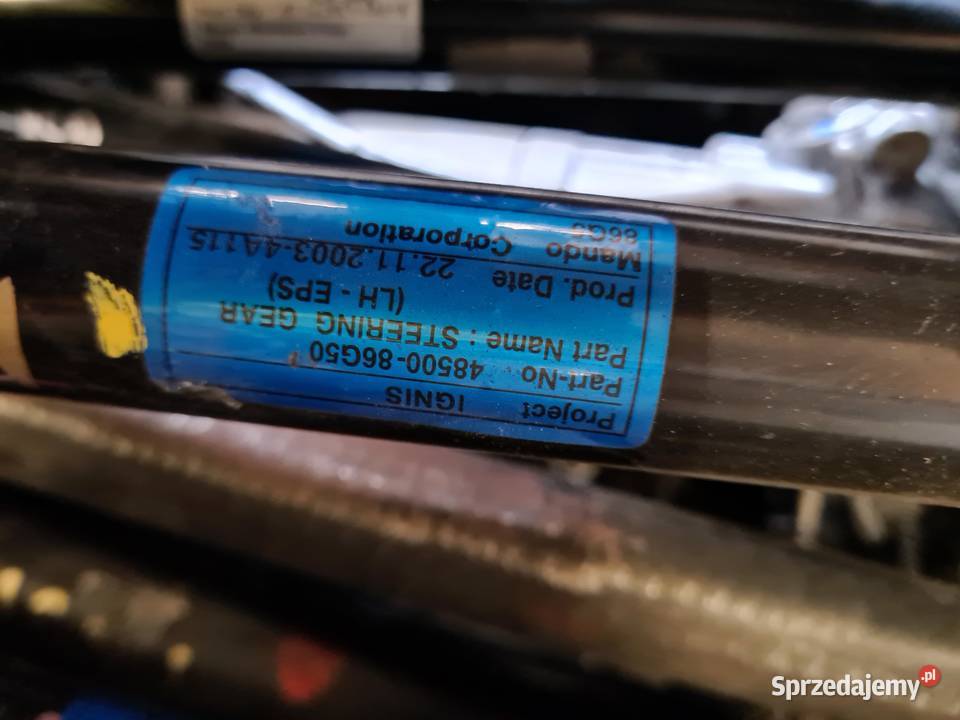 Project IGNIS
Part-No 48500-86G50
Part Name : STEERING GEAR
(LH - EPS)
Prod. Date 22.11.2003-4A115
Mando Corporation
86G5
Sprzedajemy.pl